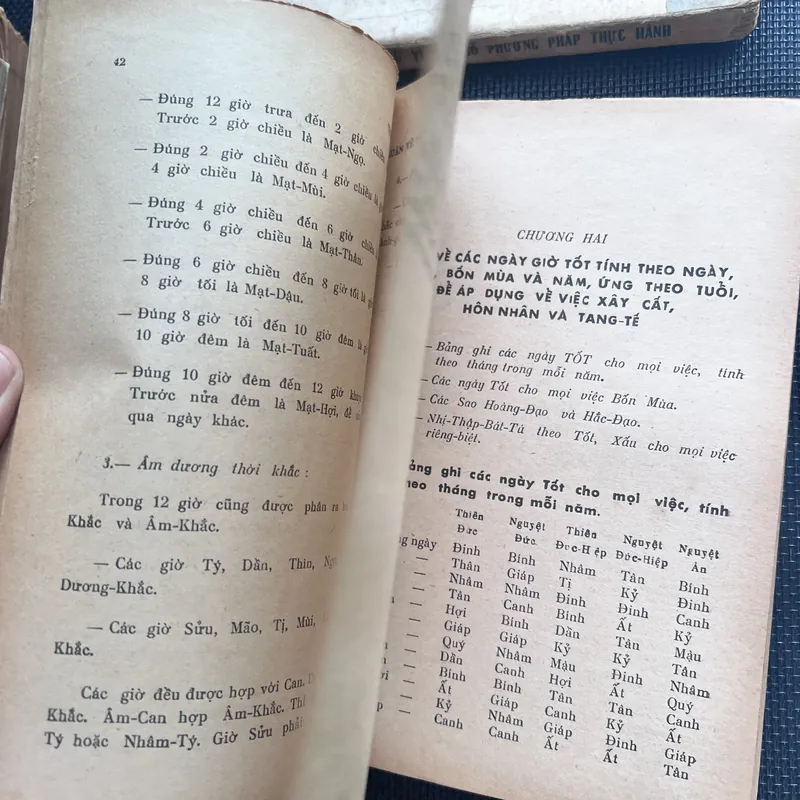 PHƯƠNG PHÁP THỰC HÀNH
42
— Đúng 12 giờ trưa đến 2 giờ
Trước 2 giờ chiều là Mạt-Ngọ.
— Đúng 2 giờ chiều đến 4 giờ
4 giờ chiều là Mạt-Mùi.
— Đúng 4 giờ chiều đến 6 giờ
Trước 6 giờ chiều là Mạt-Thân.
— Đúng 6 giờ chiều đến 8 giờ
8 giờ tối là Mạt-Dậu.
— Đúng 8 giờ tối đến 10 giờ
10 giờ đêm là Mạt-Tuất.
— Đúng 10 giờ đêm đến 12 giờ
Trước nửa đêm là Mạt-Hợi, để
qua ngày khác.
3.— Âm dương thời khắc :
Trong 12 giờ cũng được phân ra
Khắc và Âm-Khắc.
— Các giờ Tý, Dần, Thìn,
Dương-Khắc.
— Các giờ Sửu, Mão, Tị, Mùi,
Khắc.
Các giờ đều được hợp với Can.
Khắc. Âm-Can hợp Âm-Khắc.
Tý hoặc Nhâm-Tý. Giờ Sửu phải
CHƯƠNG HAI
VỀ CÁC NGÀY GIỜ TỐT TÍNH THEO NGÀY,
BỐN MÙA VÀ NĂM, ỨNG THEO TUỔI,
ĐỂ ÁP DỤNG VỀ VIỆC XÂY CẤT,
HÔN NHÂN VÀ TANG-TẾ
— Bảng ghi các ngày TỐT cho mọi việc, tính
theo tháng trong mỗi năm.
— Các ngày Tốt cho mọi việc Bốn Mùa.
— Các Sao Hoàng-Đạo và Hắc-Đạo.
— Nhị-Thập-Bát-Tú theo Tốt, Xấu cho mọi việc
riêng-biệt.
Bảng ghi các ngày Tốt cho mọi việc, tính
theo tháng trong mỗi năm.
Thiên Nguyệt Thiên Nguyệt Nguyệt
Đức Đức Đức-Hiệp Đức-Hiệp Ân
ngày Đinh Bính Nhâm Tân Bính
— Thân Giáp Tị Kỷ Đinh
— Nhâm Nhâm Đinh Đinh Canh
— Tân Canh Bính Ất Kỷ
— Hợi Bính Dần Tân Mậu
— Giáp Giáp Kỷ Kỷ Tân
— Quý Nhâm Mậu Đinh Nhâm
— Dần Canh Hợi Ất Quý
— Bính Bính Tân Tân Canh
— Ất Giáp Canh Kỷ Ất
— Kỷ Nhâm Giáp Đinh Giáp
— Canh Canh Ất Ất Tân